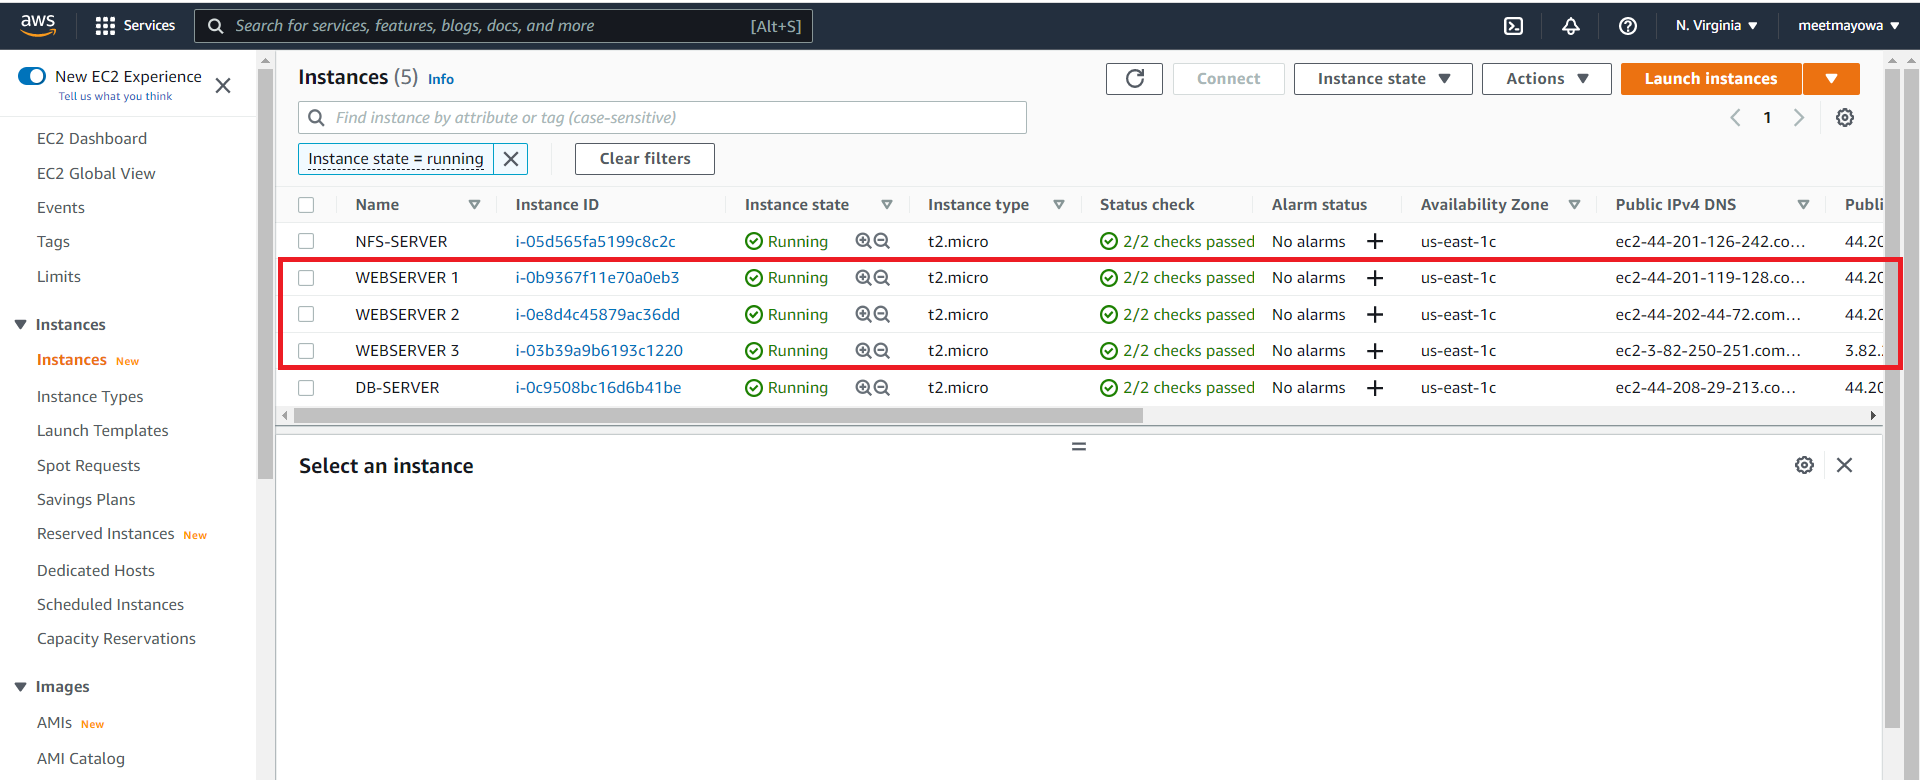 aws
Services
Search for services, features, blogs, docs, and more
[Alt+S]
N. Virginia
meetmayowa
New EC2 Experience
Tell us what you think
EC2 Dashboard
EC2 Global View
Events
Tags
Limits
Instances
Instances New
Instance Types
Launch Templates
Spot Requests
Savings Plans
Reserved Instances New
Dedicated Hosts
Scheduled Instances
Capacity Reservations
Images
AMIs New
AMI Catalog
Instances (5) Info
Connect
Instance state
Actions
Launch instances
Find instance by attribute or tag (case-sensitive)
1
Instance state = running
Clear filters
Name Instance ID Instance state Instance type Status check Alarm status Availability Zone Public IPv4 DNS Publi
NFS-SERVER i-05d565fa5199c8c2c Running t2.micro 2/2 checks passed No alarms + us-east-1c ec2-44-201-126-242.co... 44.20
WEBSERVER 1 i-0b9367f11e70a0eb3 Running t2.micro 2/2 checks passed No alarms + us-east-1c ec2-44-201-119-128.co... 44.20
WEBSERVER 2 i-0e8d4c45879ac36dd Running t2.micro 2/2 checks passed No alarms + us-east-1c ec2-44-202-44-72.com... 44.20
WEBSERVER 3 i-03b39a9b6193c1220 Running t2.micro 2/2 checks passed No alarms + us-east-1c ec2-3-82-250-251.com... 3.82.
DB-SERVER i-0c9508bc16d6b41be Running t2.micro 2/2 checks passed No alarms + us-east-1c ec2-44-208-29-213.co... 44.20
Select an instance